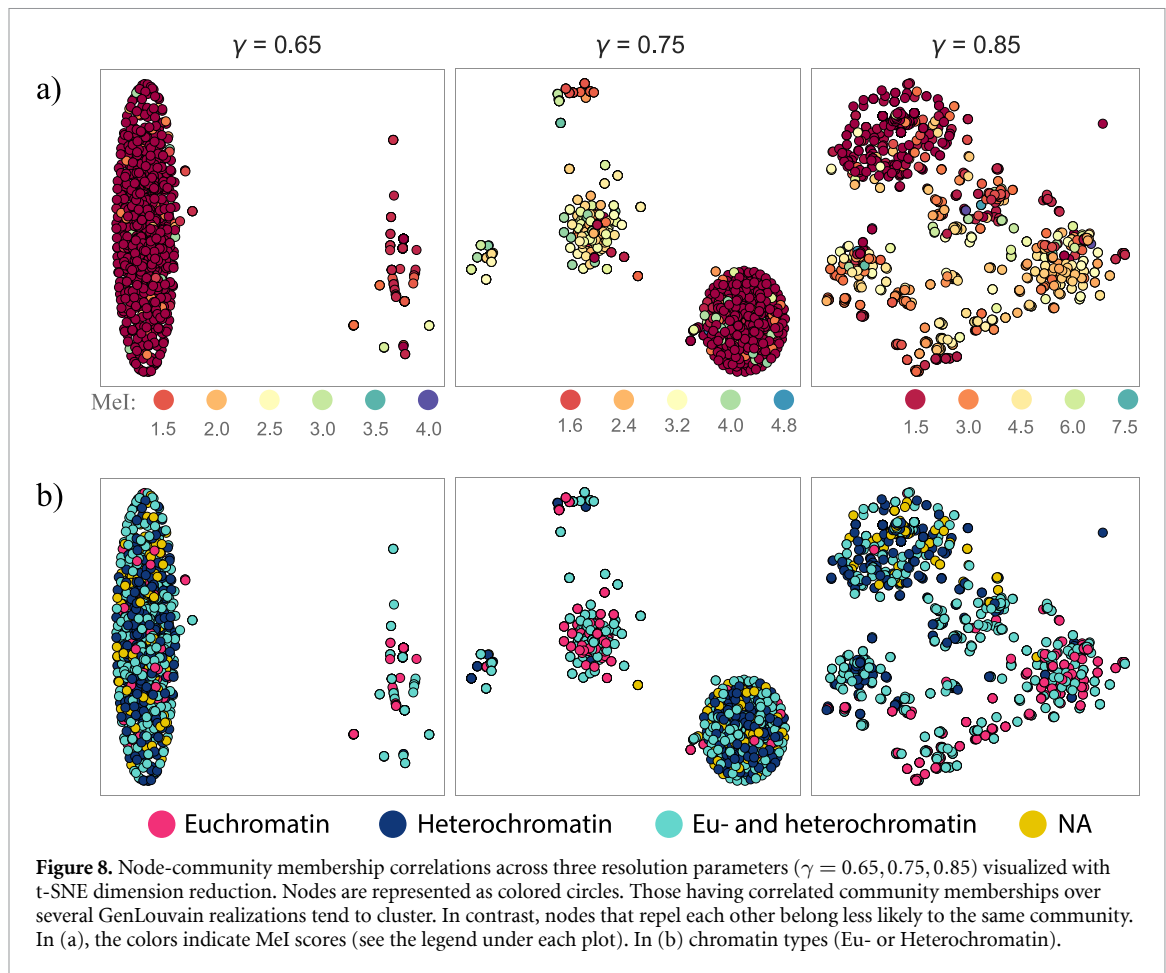 γ = 0.65 γ = 0.75 γ = 0.85
a)
MeI:
1.5 2.0 2.5 3.0 3.5 4.0 1.6 2.4 3.2 4.0 4.8 1.5 3.0 4.5 6.0 7.5
b)
Euchromatin Heterochromatin Eu- and heterochromatin NA
Figure 8. Node-community membership correlations across three resolution parameters (γ = 0.65, 0.75, 0.85) visualized with
t-SNE dimension reduction. Nodes are represented as colored circles. Those having correlated community memberships over
several GenLouvain realizations tend to cluster. In contrast, nodes that repel each other belong less likely to the same community.
In (a), the colors indicate MeI scores (see the legend under each plot). In (b) chromatin types (Eu- or Heterochromatin).